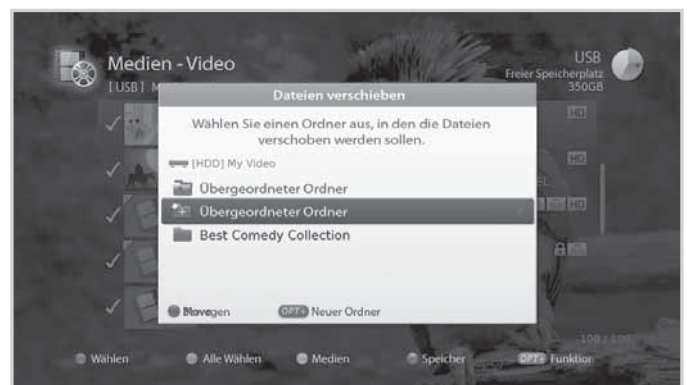 Medien - Video
USB
Freier Speicherplatz
350GB
[USB] M
Dateien verschieben
Wählen Sie einen Ordner aus, in den die Dateien
verschoben werden sollen.
[HDD] My Video
Übergeordneter Ordner
Übergeordneter Ordner
Best Comedy Collection
OPT+ Neuer Ordner
HD
HD
EL
HD
100 / 100
Wählen
Alle Wählen
Medien
Speicher
OPT+ Funktion